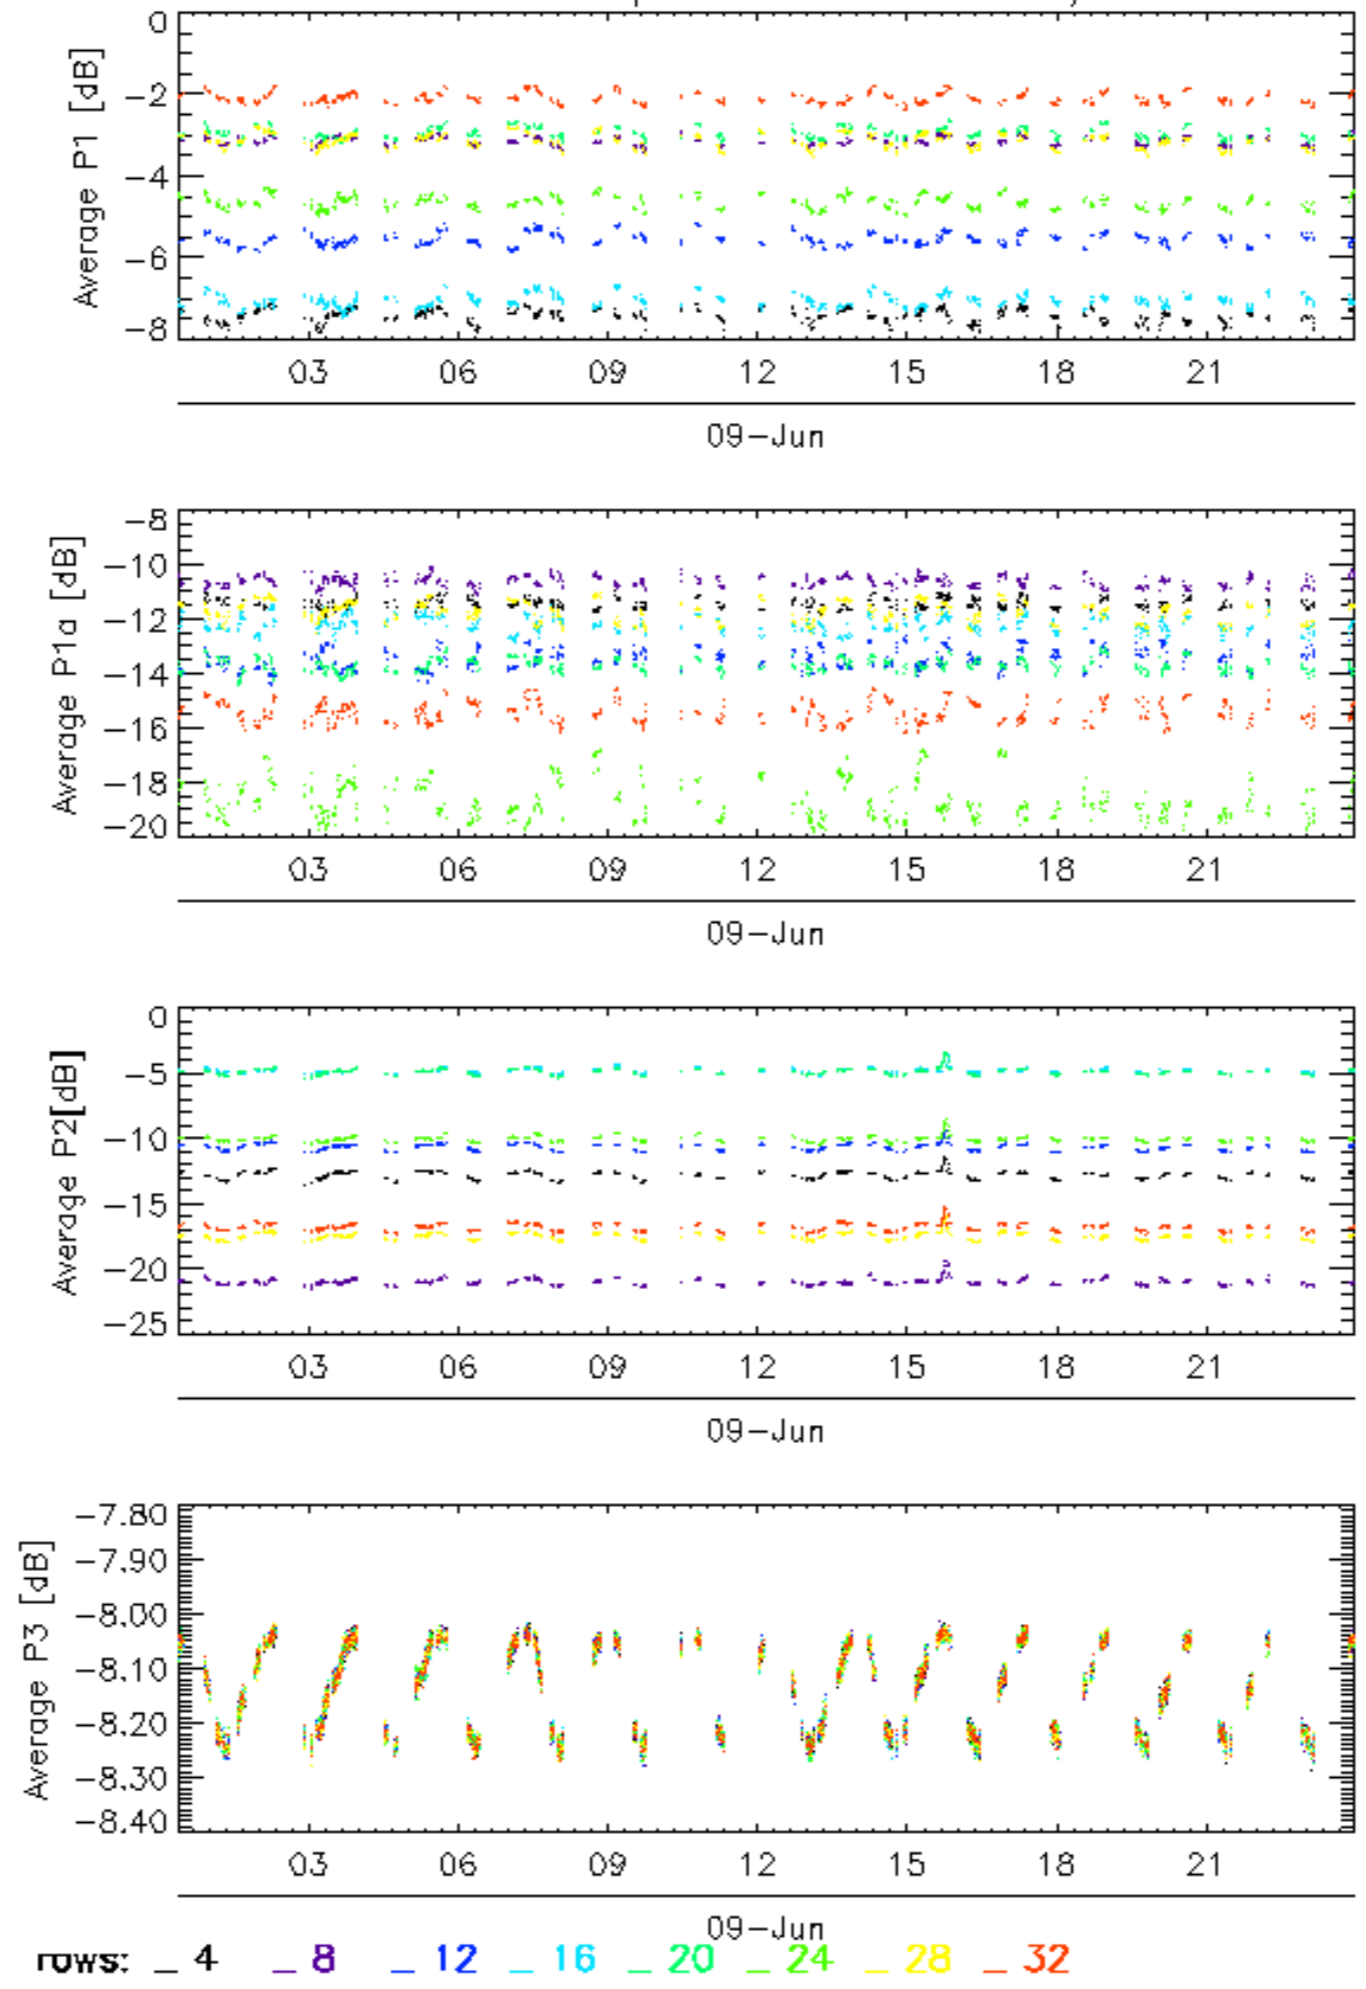 0
Average P1 [dB]
−2
−4
−6
−8
03 06 09 12 15 18 21
09−Jun
−8
Average P1a [dB]
−10
−12
−14
−16
−18
−20
03 06 09 12 15 18 21
09−Jun
0
Average P2[dB]
−5
−10
−15
−20
−25
03 06 09 12 15 18 21
09−Jun
−7.80
Average P3 [dB]
−7.90
−8.00
−8.10
−8.20
−8.30
−8.40
03 06 09 12 15 18 21
09−Jun
rows: _ 4 _ 8 _ 12 _ 16 _ 20 _ 24 _ 28 _ 32